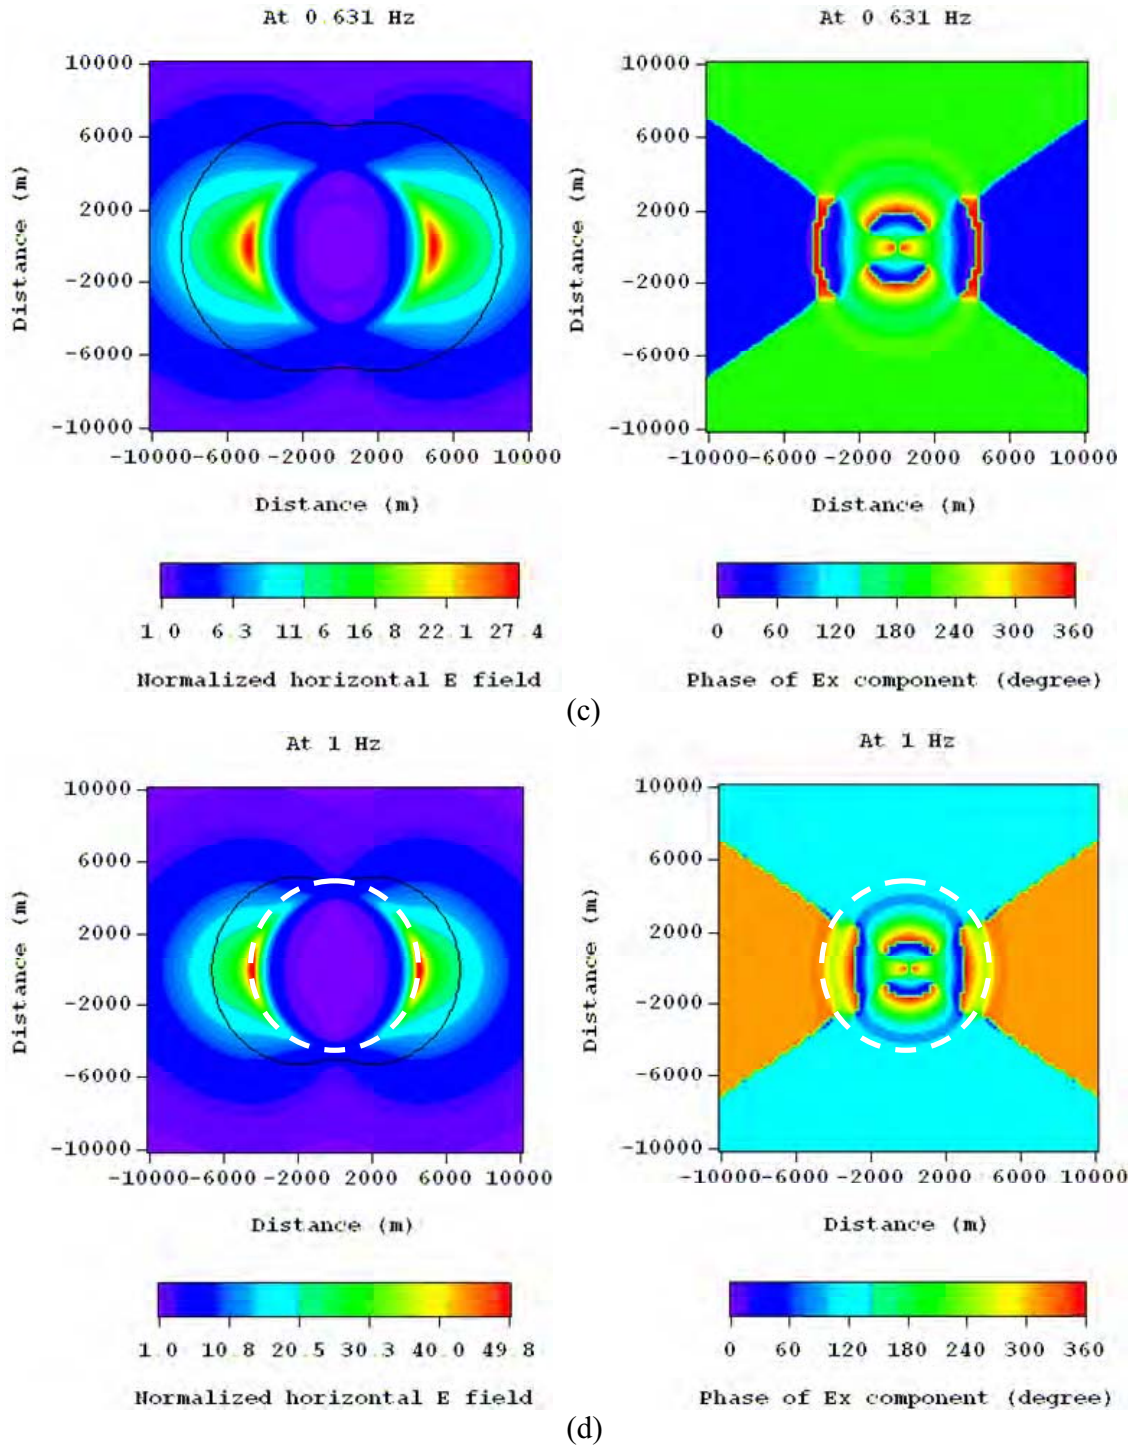 At 0.631 Hz
At 0 631 Hz
10000
6000
2000
-2000
-6000
-10000
Distance (m)
-10000-6000 -2000 2000 6000 10000
Distance (m)
10000
6000
2000
-2000
-6000
-10000
Distance (m)
-10000-6000 -2000 2000 6000 10000
Distance (m)
1.0 6.3 11.6 16.8 22.1 27.4
Normalized horizontal E field
0 60 120 180 240 300 360
Phase of Ex component (degree)
(c)
At 1 Hz
At 1 Hz
10000
6000
2000
-2000
-6000
-10000
Distance (m)
-10000-6000 -2000 2000 6000 10000
Distance (m)
10000
6000
2000
-2000
-6000
-10000
Distance (m)
-10000-6000 -2000 2000 6000 10000
Distance (m)
1.0 10.8 20.5 30.3 40.0 49.8
Normalized horizontal E field
0 60 120 180 240 300 360
Phase of Ex component (degree)
(d)